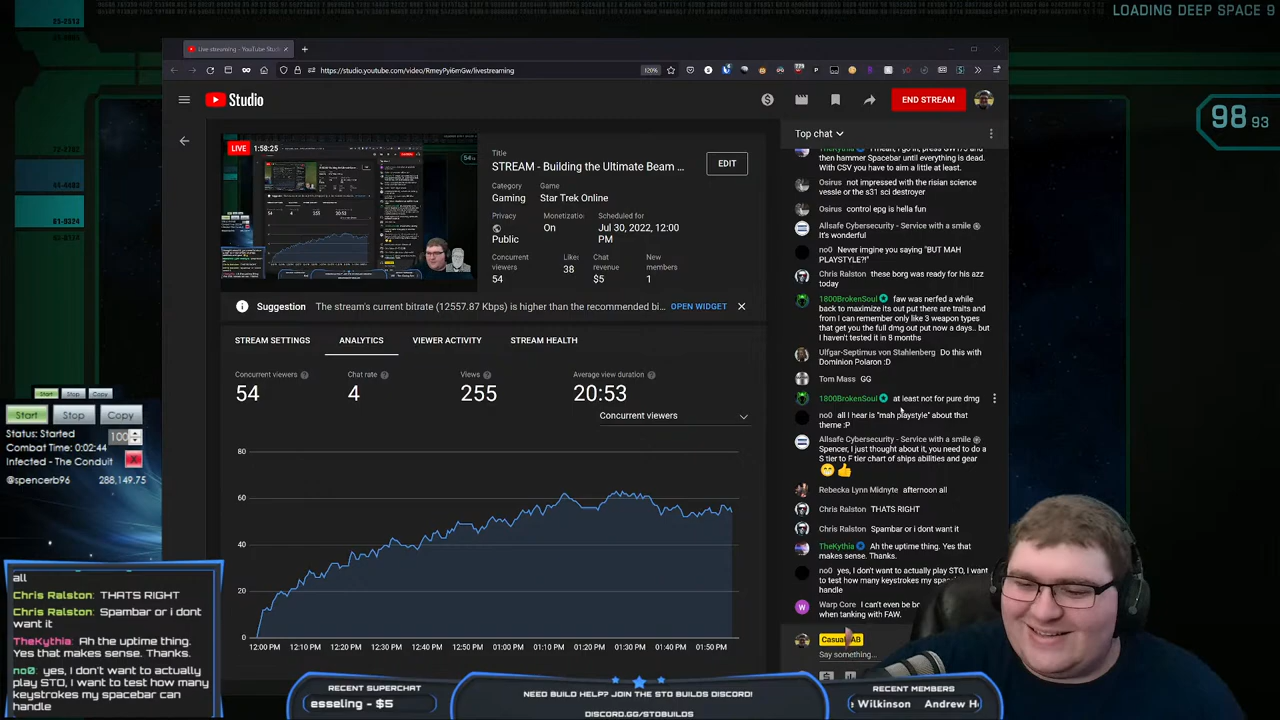 LOADING DEEP SPACE 9
98 93
Live streaming - YouTube Studio
https://studio.youtube.com/video/RmeyPyi6mGw/livestreaming
120%
Studio
END STREAM
LIVE 1:58:25
Title
STREAM - Building the Ultimate Beam ...
EDIT
Category
Gaming
Game
Star Trek Online
Privacy
Public
Monetization
On
Scheduled for
Jul 30, 2022, 12:00
PM
Concurrent
viewers
54
Likes
38
Chat
revenue
$5
New
members
1
Suggestion The stream's current bitrate (12557.87 Kbps) is higher than the recommended bi... OPEN WIDGET
STREAM SETTINGS ANALYTICS VIEWER ACTIVITY STREAM HEALTH
Concurrent viewers
54
Chat rate
4
Views
255
Average view duration
20:53
Concurrent viewers
80
60
40
20
0
12:00 PM 12:10 PM 12:20 PM 12:30 PM 12:40 PM 12:50 PM 01:00 PM 01:10 PM 01:20 PM 01:30 PM 01:40 PM 01:50 PM
Top chat
then hammer Spacebar until everything is dead.
With CSV you have to aim a little at least.
Osirus not impressed with the risian science
vessle or the s31 sci destroyer
Osirus control epg is hella fun
Allsafe Cybersecurity - Service with a smile
It's wonderful
no0 Never imgine you saying "BUT MAH
PLAYSTYLE?!"
Chris Ralston these borg was ready for his azz
today
1800BrokenSoul faw was nerfed a while
back to maximize its out put there are traits and
from I can remember only like 3 weapon types
that get you the full dmg out put now a days.. but
I haven't tested it in 8 months
Ulfgar-Septimus von Stahlenberg Do this with
Dominion Polaron :D
Tom Mass GG
1800BrokenSoul at least not for pure dmg
no0 all I hear is "mah playstyle" about that
theme :P
Allsafe Cybersecurity - Service with a smile
Spencer, I just thought about it, you need to do a
S tier to F tier chart of ships abilities and gear
Rebecka Lynn Midnyte afternoon all
Chris Ralston THATS RIGHT
Chris Ralston Spambar or i dont want it
TheKythia Ah the uptime thing. Yes that
makes sense. Thanks.
no0 yes, I don't want to actually play STO, I want
to test how many keystrokes my
handle
Warp Core I can't even be
when tanking with FAW.
Say something...
Start Stop Copy
Start Stop Copy
Status: Started
100
Combat Time: 0:02:44
Infected - The Conduit
@spencerb96 288,149.75
all
Chris Ralston: THATS RIGHT
Chris Ralston: Spambar or i dont
want it
TheKythia: Ah the uptime thing.
Yes that makes sense. Thanks.
no0: yes, I don't want to actually
play STO, I want to test how many
keystrokes my spacebar can
handle
RECENT SUPERCHAT
esseling - $5
NEED BUILD HELP? JOIN THE STO BUILDS DISCORD!
DISCORD.GG/STOBUILDS
RECENT MEMBERS
Wilkinson Andrew H